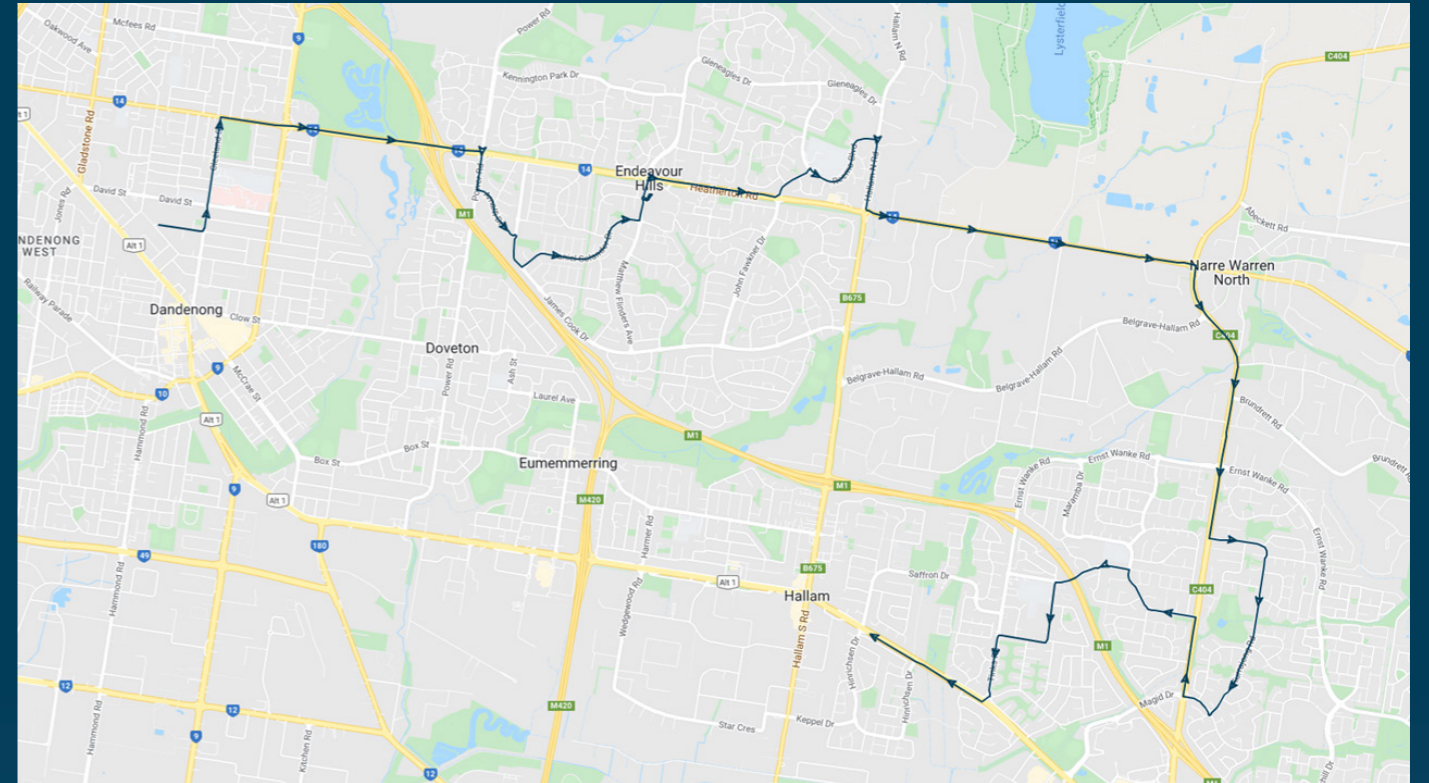 Power Rd
Hallam N Rd
Lysterfield
Mcfees Rd
Oakwood Ave
9
C404
Gleneagles Dr
Kennington Park Dr
Gleneagles Dr
14
Gladstone Rd
14
Endeavour
Hills
Heatherton Rd
David St
David St
Jones Rd
M1
Abeckett Rd
NDENONG
WEST
Alt 1
Narre Warren
North
Railway Parade
Matthew Flinders Ave
John Fawkner Dr
B675
Dandenong
Clow St
James Cook Dr
Belgrave-Hallam Rd
C404
Doveton
Power Rd
Ash St
Belgrave-Hallam Rd
Belgrave-Hallam Rd
9
McCrae St
10
Laurel Ave
Brundrett Rd
Alt 1
Hammond Rd
M1
Box St
Box St
Eumemmerring
Ernst Wanke Rd
Ernst Wanke Rd
Ernst Wanke Rd
Brundrett Rd
9
M1
Maramba Dr
Alt 1
M420
Harmer Rd
180
49
Ernst Wanke Rd
Hammond Rd
B675
Saffron Dr
Alt 1
C404
Hallam
Wedgewood Rd
Hallam S Rd
Hinrichsen Dr
M1
12
Hinrichsen Dr
Magid Dr
12
M420
Star Cres
Keppel Dr
Hammond Rd
9
Kitchen Rd
12